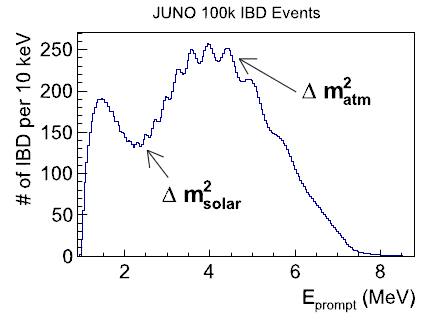 JUNO 100k IBD Events
# of IBD per 10 keV
250
200
150
100
50
0
Δ m²atm
Δ m²solar
2 4 6 8
Eprompt (MeV)